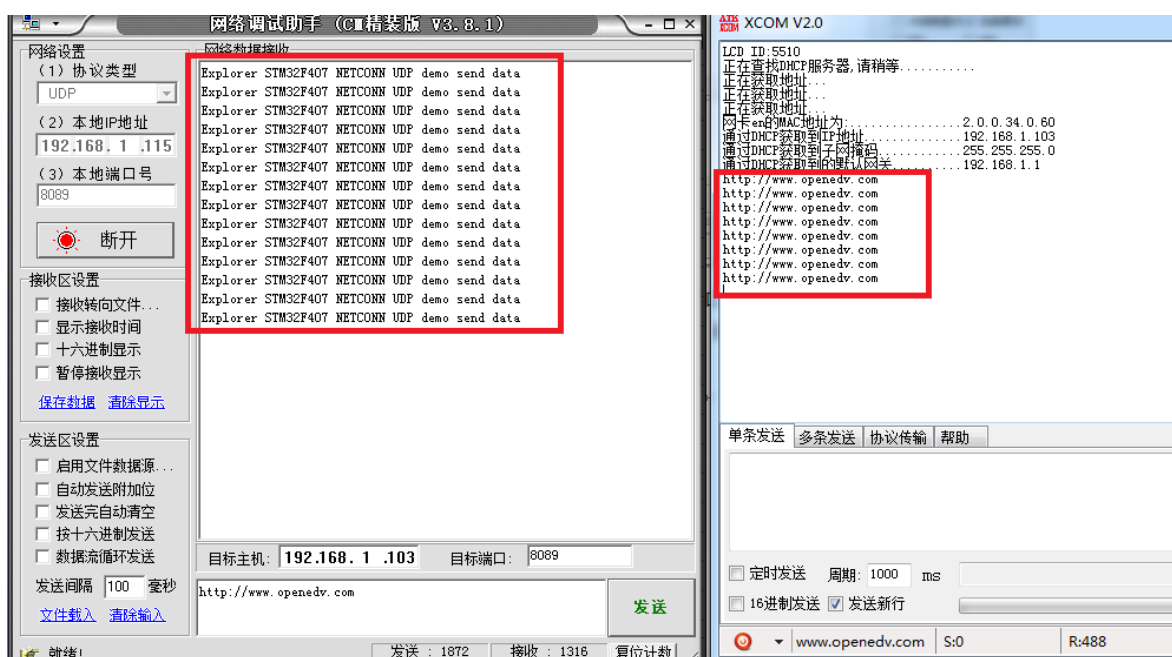 网络调试助手 (CⅢ精装版 V3.8.1)
网络设置
(1) 协议类型
UDP
(2) 本地IP地址
192.168. 1 .115
(3) 本地端口号
8089
断开
接收区设置
接收转向文件...
显示接收时间
十六进制显示
暂停接收显示
保存数据 清除显示
发送区设置
启用文件数据源...
自动发送附加位
发送完自动清空
按十六进制发送
数据流循环发送
发送间隔 100 毫秒
文件载入 清除输入
就绪!
网络数据接收
Explorer STM32F407 NETCONN UDP demo send data
Explorer STM32F407 NETCONN UDP demo send data
Explorer STM32F407 NETCONN UDP demo send data
Explorer STM32F407 NETCONN UDP demo send data
Explorer STM32F407 NETCONN UDP demo send data
Explorer STM32F407 NETCONN UDP demo send data
Explorer STM32F407 NETCONN UDP demo send data
Explorer STM32F407 NETCONN UDP demo send data
Explorer STM32F407 NETCONN UDP demo send data
Explorer STM32F407 NETCONN UDP demo send data
Explorer STM32F407 NETCONN UDP demo send data
Explorer STM32F407 NETCONN UDP demo send data
Explorer STM32F407 NETCONN UDP demo send data
Explorer STM32F407 NETCONN UDP demo send data
目标主机: 192.168. 1 .103 目标端口: 8089
http://www.openedv.com
发送
发送 : 1872 接收 : 1316 复位计数
ATK XCOM XCOM V2.0
LCD ID:5510
正在查找DHCP服务器,请稍等...........
正在获取地址...
正在获取地址...
正在获取地址...
网卡en的MAC地址为:................2.0.0.34.0.60
通过DHCP获取到IP地址..............192.168.1.103
通过DHCP获取到子网掩码............255.255.255.0
通过DHCP获取到的默认网关..........192.168.1.1
http://www.openedv.com
http://www.openedv.com
http://www.openedv.com
http://www.openedv.com
http://www.openedv.com
http://www.openedv.com
http://www.openedv.com
http://www.openedv.com
单条发送 多条发送 协议传输 帮助
定时发送 周期: 1000 ms
16进制发送 发送新行
www.openedv.com S:0 R:488